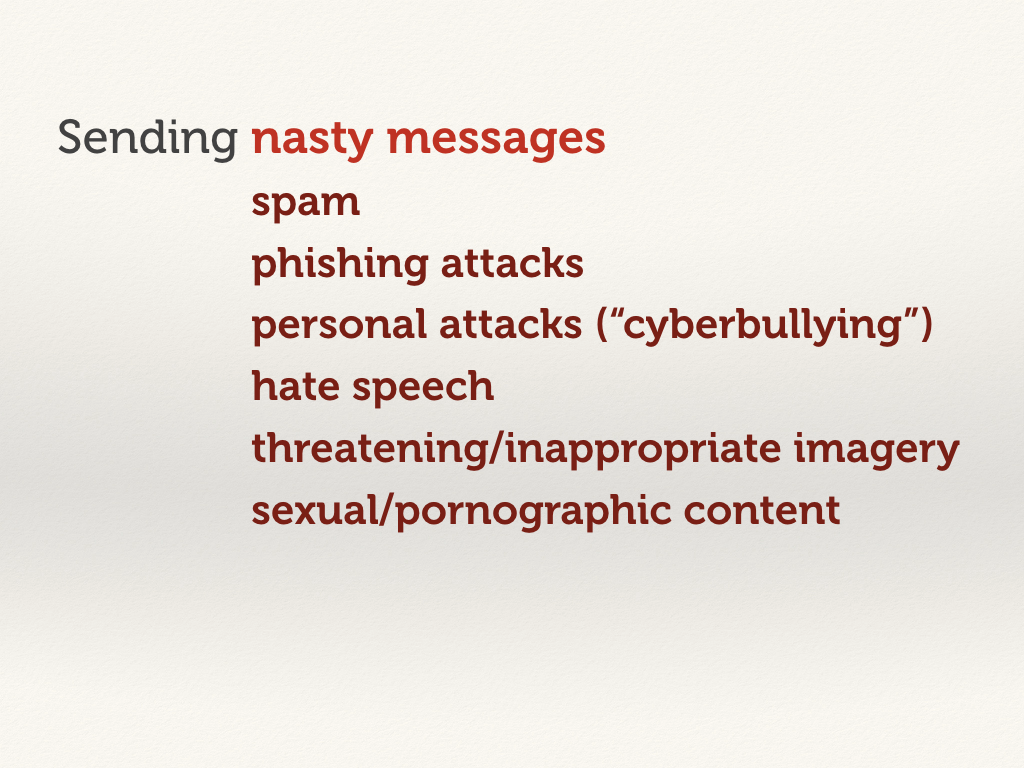 Sending nasty messages
spam
phishing attacks
personal attacks (“cyberbullying”)
hate speech
threatening/inappropriate imagery
sexual/pornographic content